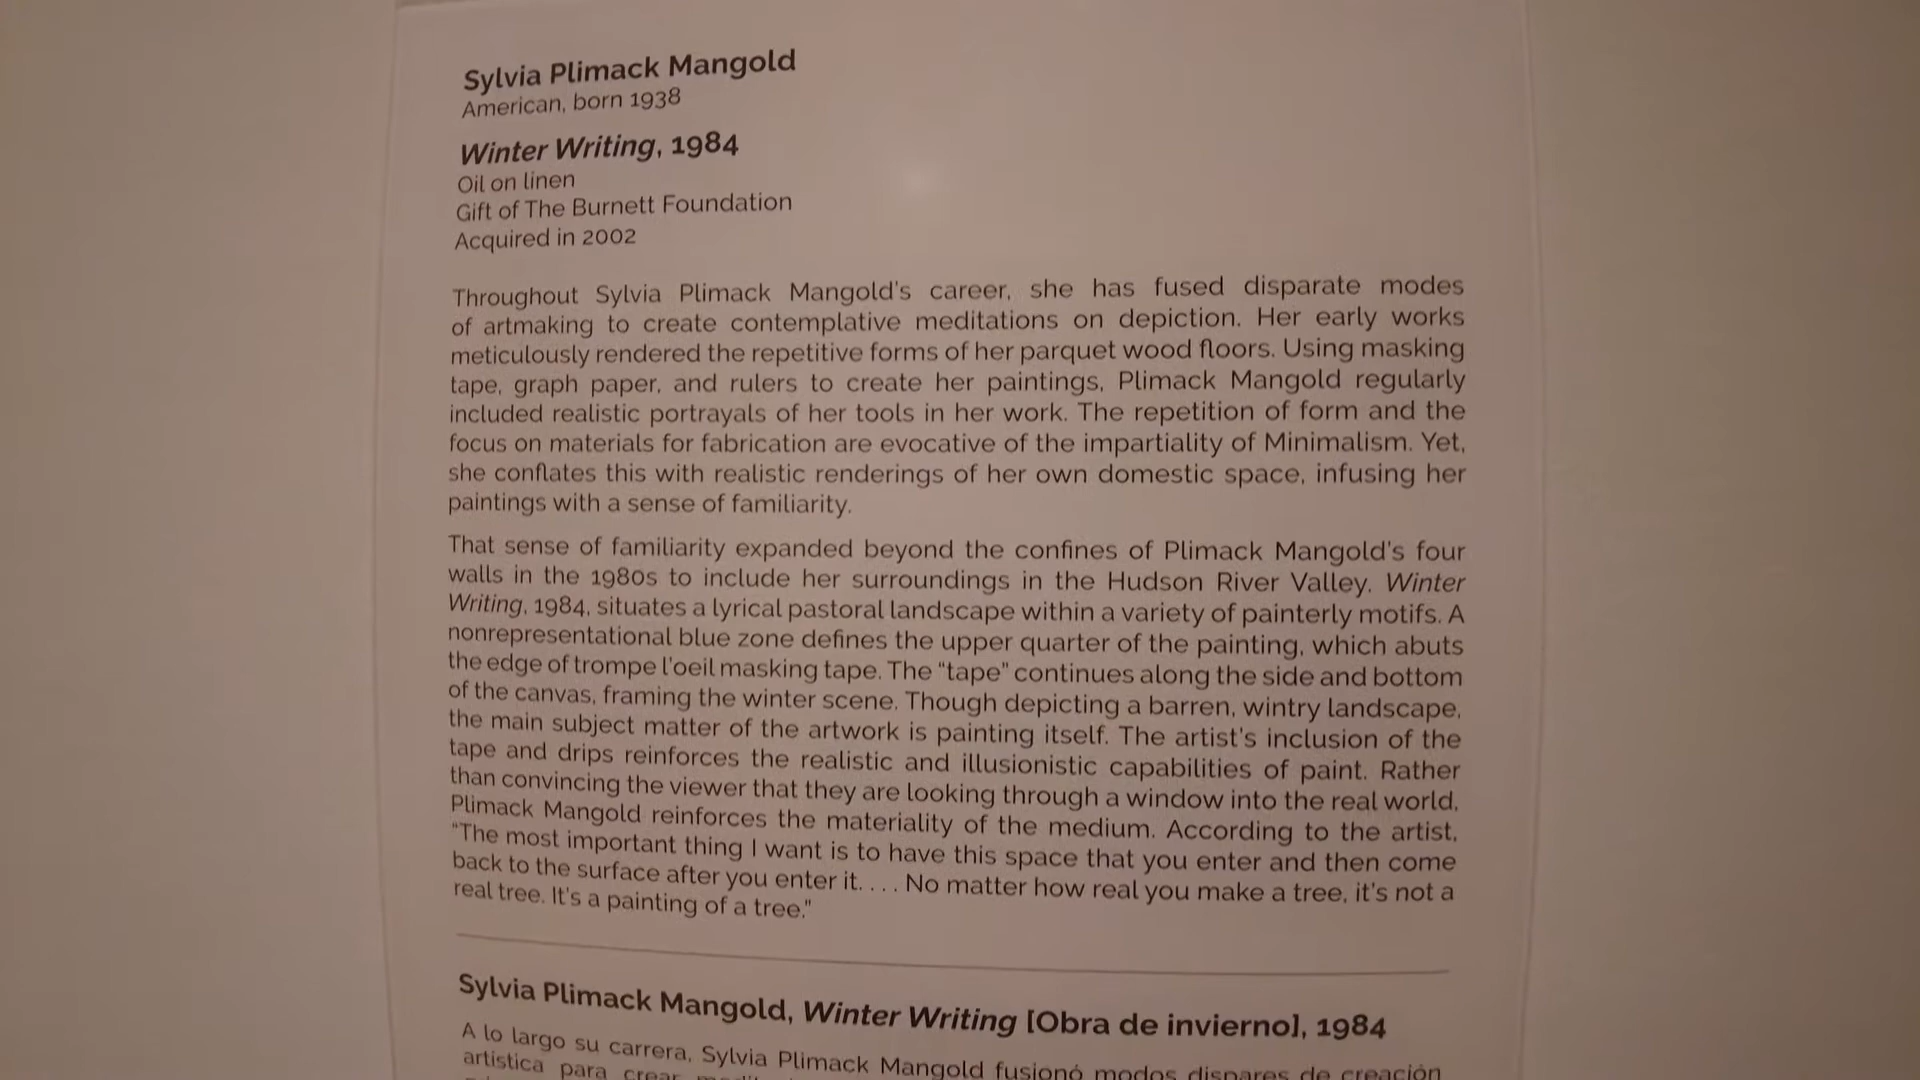 Sylvia Plimack Mangold
American, born 1938
Winter Writing, 1984
Oil on linen
Gift of The Burnett Foundation
Acquired in 2002
Throughout Sylvia Plimack Mangold's career, she has fused disparate modes
of artmaking to create contemplative meditations on depiction. Her early works
meticulously rendered the repetitive forms of her parquet wood floors. Using masking
tape, graph paper, and rulers to create her paintings, Plimack Mangold regularly
included realistic portrayals of her tools in her work. The repetition of form and the
focus on materials for fabrication are evocative of the impartiality of Minimalism. Yet,
she conflates this with realistic renderings of her own domestic space, infusing her
paintings with a sense of familiarity.
That sense of familiarity expanded beyond the confines of Plimack Mangold's four
walls in the 1980s to include her surroundings in the Hudson River Valley. Winter
Writing, 1984, situates a lyrical pastoral landscape within a variety of painterly motifs. A
nonrepresentational blue zone defines the upper quarter of the painting, which abuts
the edge of trompe l'oeil masking tape. The “tape” continues along the side and bottom
of the canvas, framing the winter scene. Though depicting a barren, wintry landscape,
the main subject matter of the artwork is painting itself. The artist's inclusion of the
tape and drips reinforces the realistic and illusionistic capabilities of paint. Rather
than convincing the viewer that they are looking through a window into the real world,
Plimack Mangold reinforces the materiality of the medium. According to the artist,
“The most important thing I want is to have this space that you enter and then come
back to the surface after you enter it. . . . No matter how real you make a tree, it's not a
real tree. It's a painting of a tree.”
Sylvia Plimack Mangold, Winter Writing [Obra de invierno], 1984
A lo largo su carrera, Sylvia Plimack Mangold fusionó modos dispares de creación
artística para crear